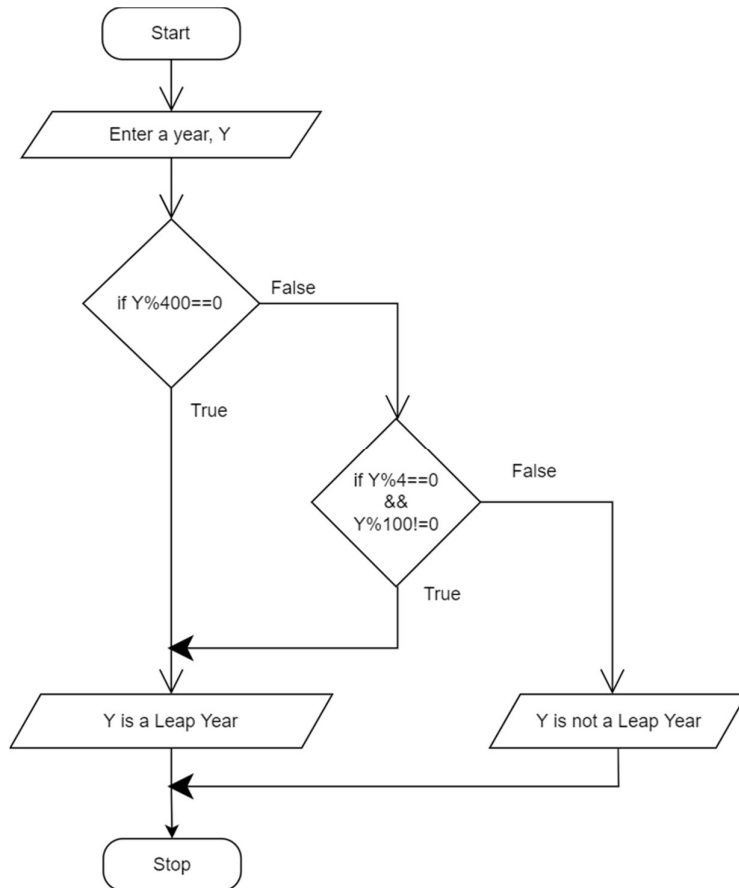 Start
Enter a year, Y
if Y%400==0
False
True
if Y%4==0
&&
Y%100!=0
False
True
Y is a Leap Year
Y is not a Leap Year
Stop